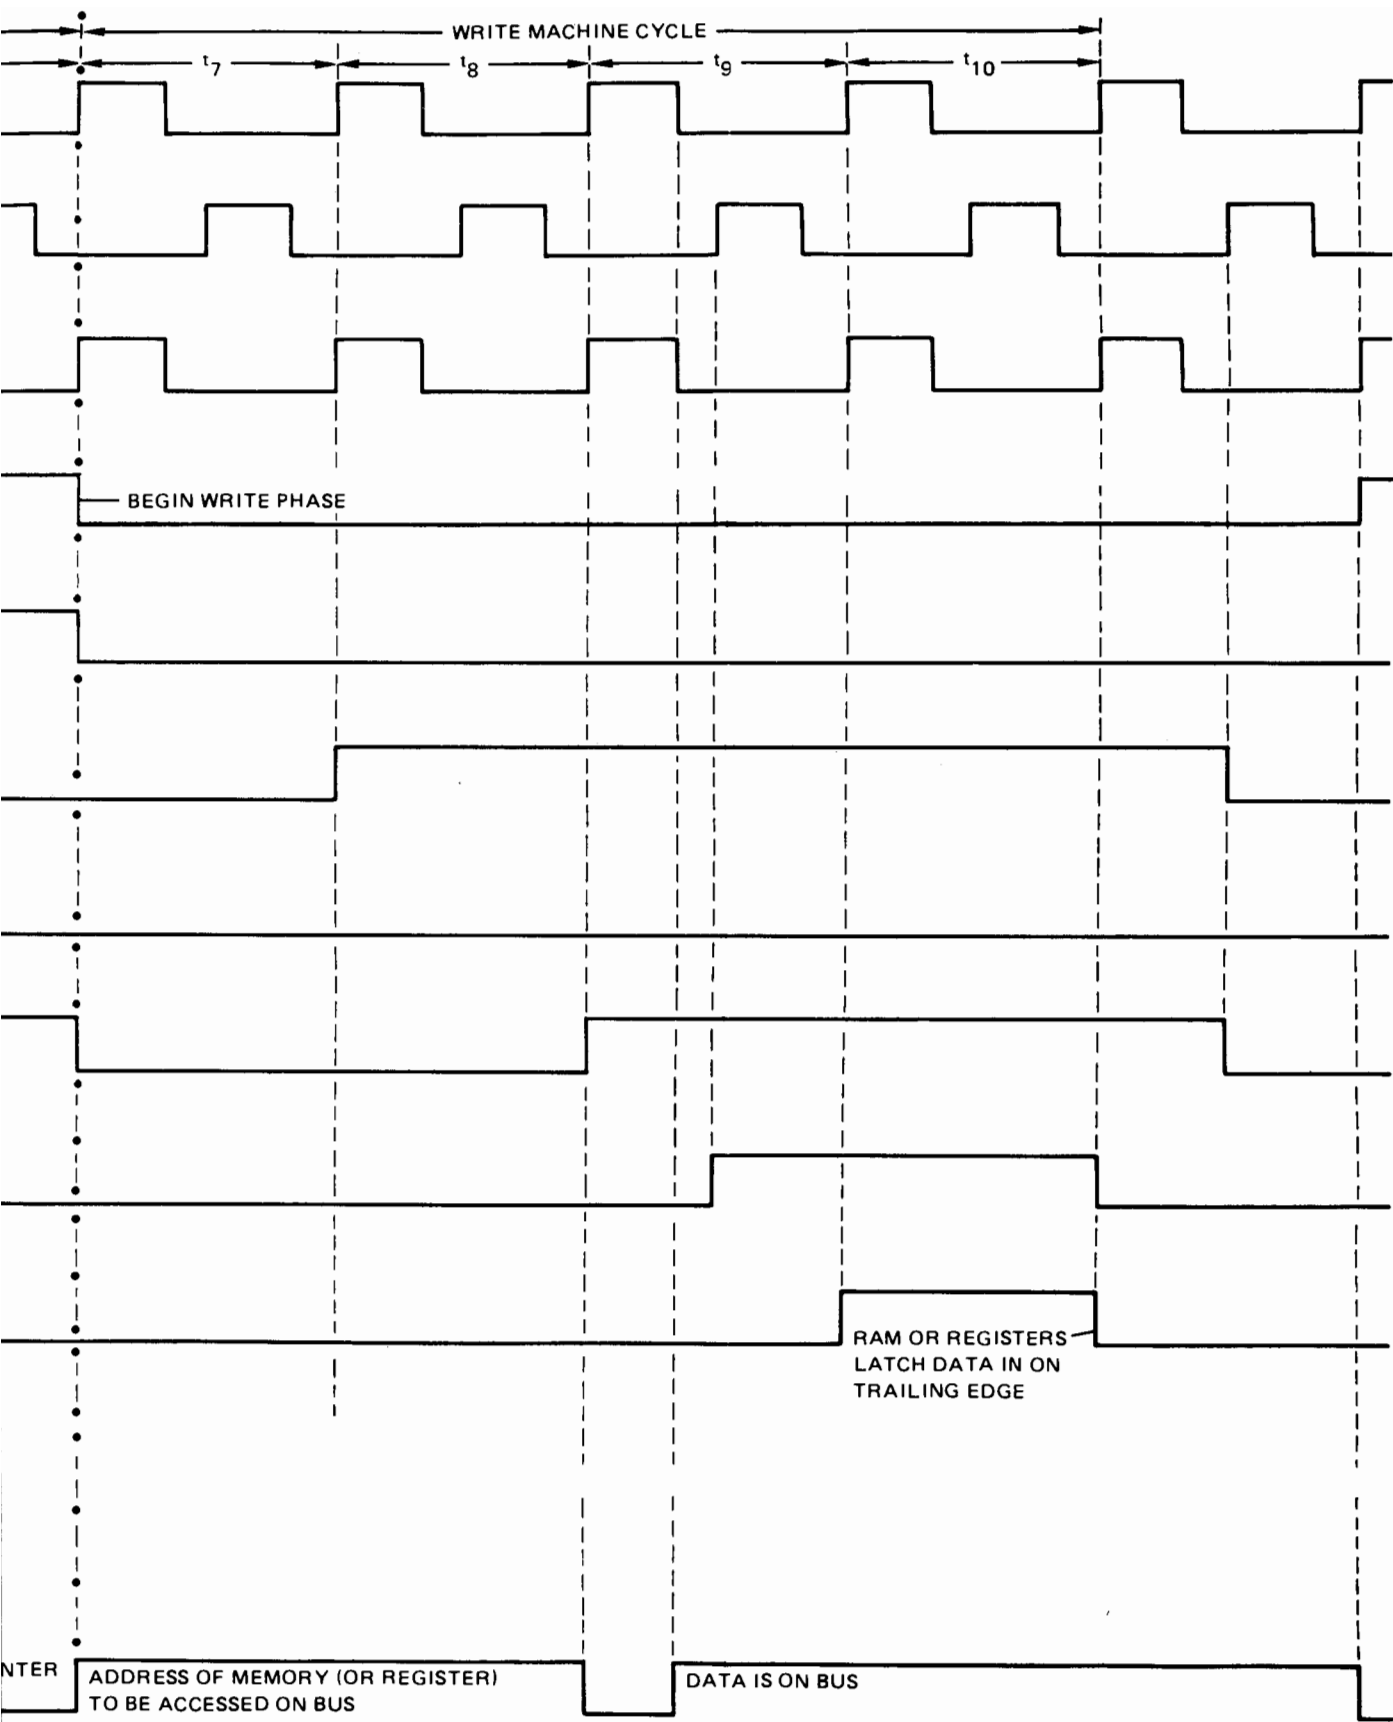 WRITE MACHINE CYCLE
t7 t8 t9 t10
BEGIN WRITE PHASE
RAM OR REGISTERS
LATCH DATA IN ON
TRAILING EDGE
NTER
ADDRESS OF MEMORY (OR REGISTER)
TO BE ACCESSED ON BUS
DATA IS ON BUS